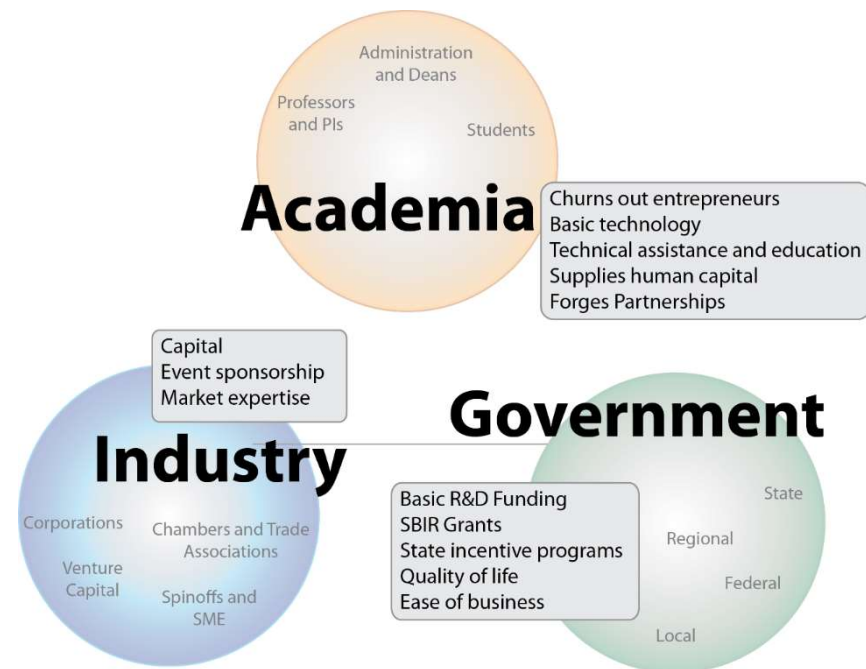 Administration
and Deans
Professors
and PIs
Students
Academia
Churns out entrepreneurs
Basic technology
Technical assistance and education
Supplies human capital
Forges Partnerships
Capital
Event sponsorship
Market expertise
Industry
Corporations
Chambers and Trade
Associations
Venture
Capital
Spinoffs and
SME
Government
Basic R&D Funding
SBIR Grants
State incentive programs
Quality of life
Ease of business
State
Regional
Federal
Local